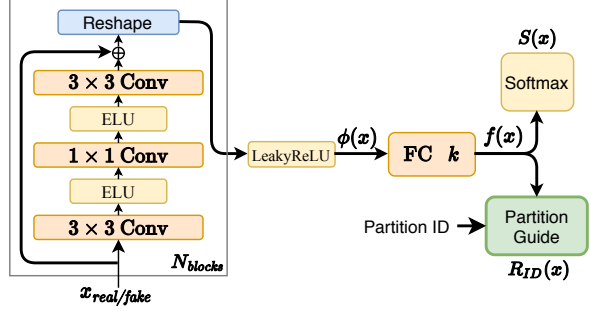 Reshape
⊕
3 × 3 Conv
ELU
1 × 1 Conv
ELU
3 × 3 Conv
N_blocks
x_real/fake
LeakyReLU
ϕ(x)
FC k
f(x)
S(x)
Softmax
Partition ID
Partition
Guide
R_ID(x)